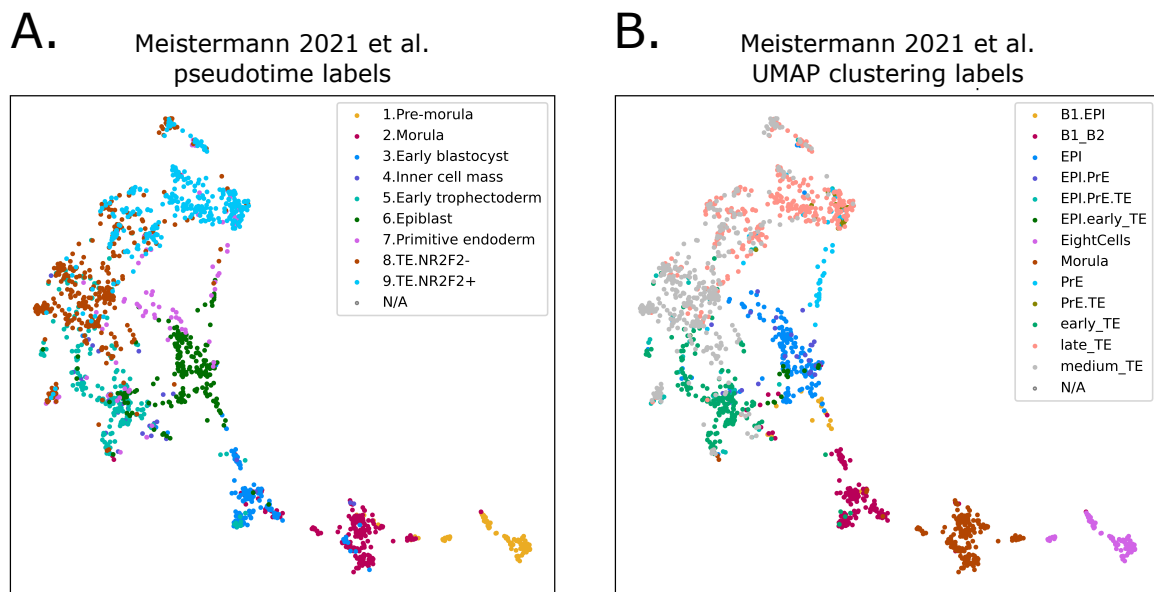 A.
Meistermann 2021 et al.
pseudotime labels
1.Pre-morula
2.Morula
3.Early blastocyst
4.Inner cell mass
5.Early trophectoderm
6.Epiblast
7.Primitive endoderm
8.TE.NR2F2-
9.TE.NR2F2+
N/A
B.
Meistermann 2021 et al.
UMAP clustering labels
B1.EPI
B1_B2
EPI
EPI.PrE
EPI.PrE.TE
EPI.early_TE
EightCells
Morula
PrE
PrE.TE
early_TE
late_TE
medium_TE
N/A